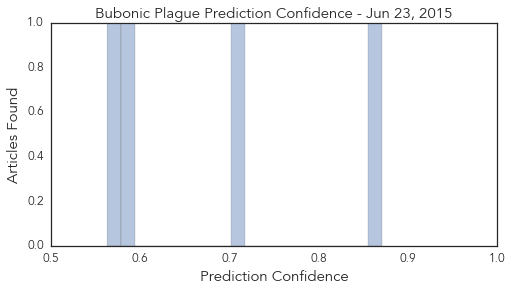 Bubonic Plague Prediction Confidence - Jun 23, 2015
1.0
0.8
0.6
0.4
0.2
0.0
Articles Found
0.5 0.6 0.7 0.8 0.9 1.0
Prediction Confidence